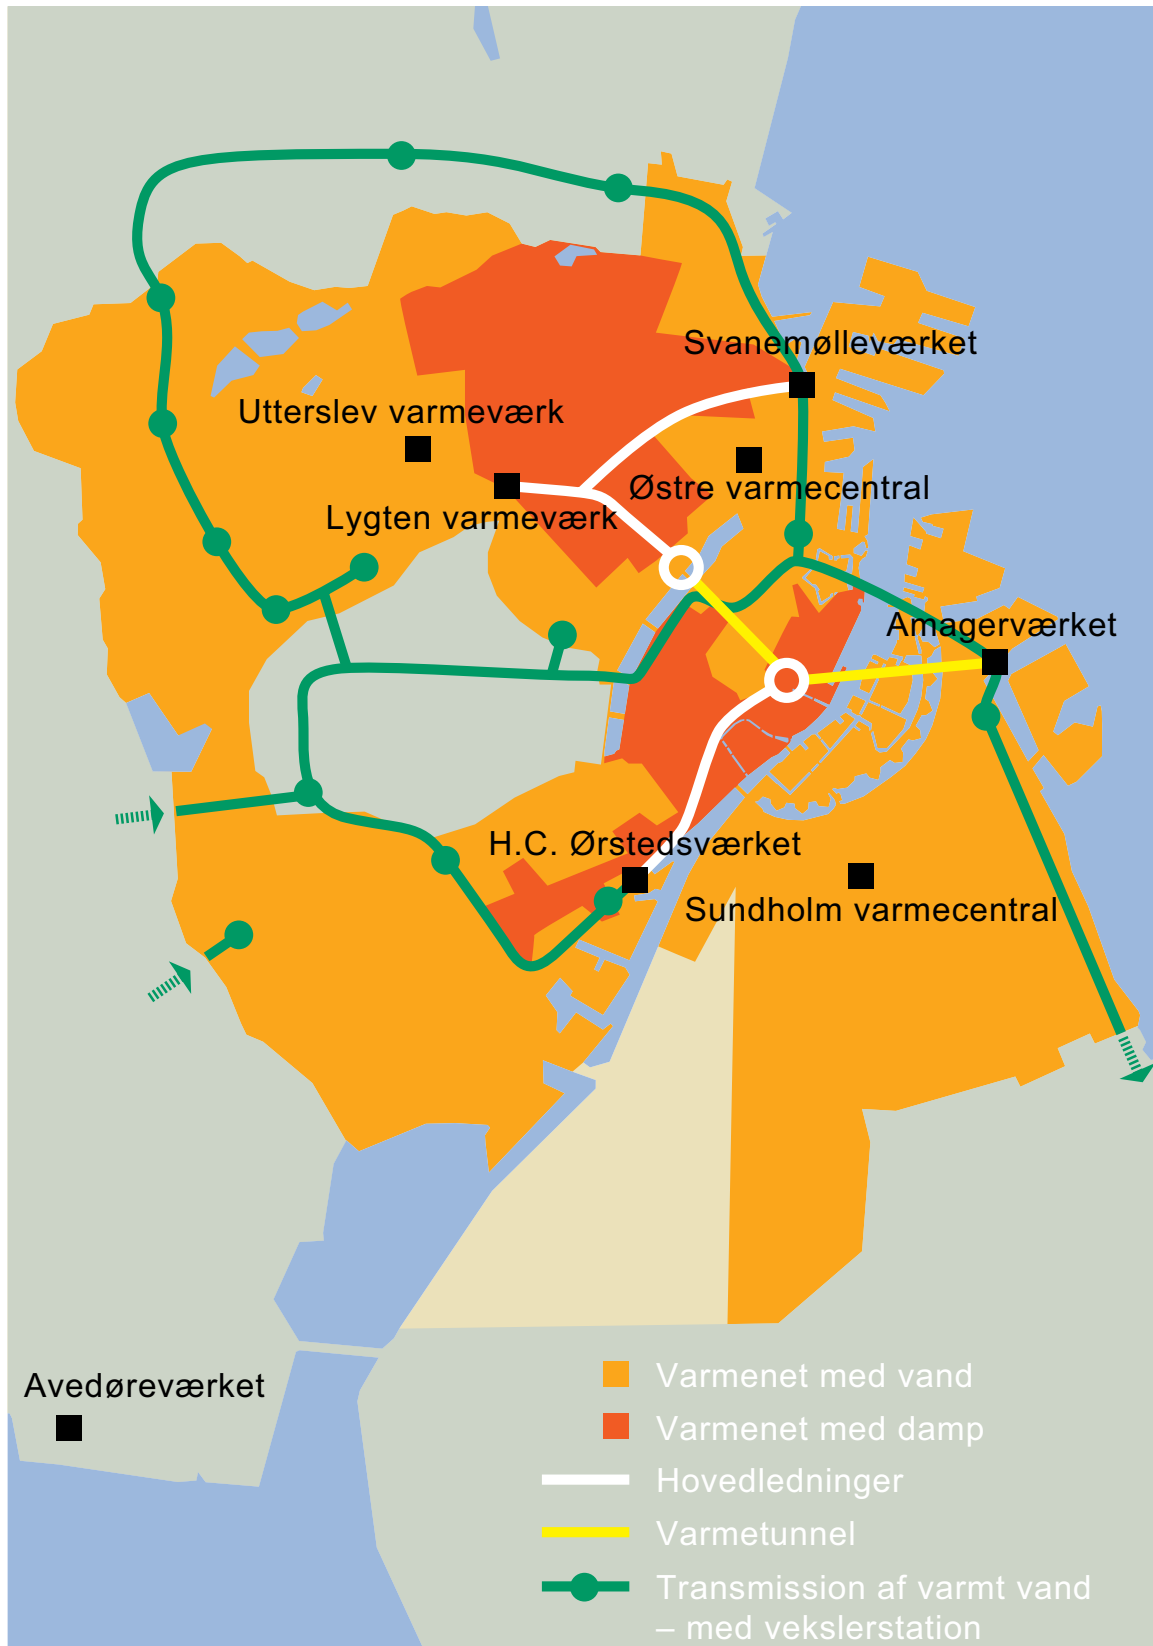 Svanemølleværket
Utterslev varmeværk
Østre varmecentral
Lygten varmeværk
Amagerværket
H.C. Ørstedsværket
Sundholm varmecentral
Avedøreværket
Varmenet med vand
Varmenet med damp
Hovedledninger
Varmetunnel
Transmission af varmt vand
– med vekslerstation